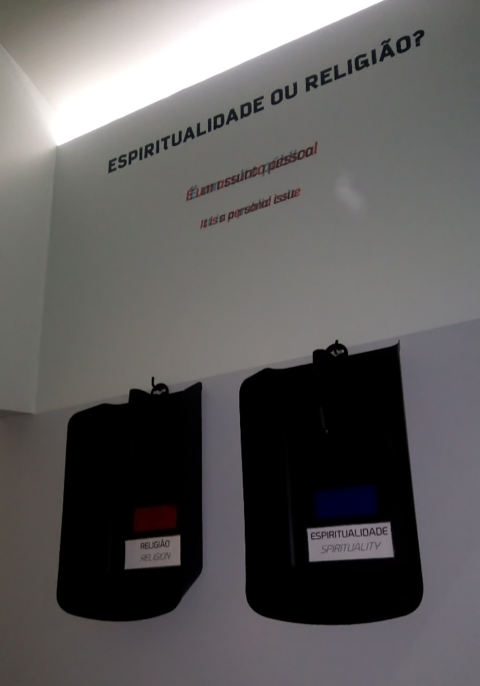 ESPIRITUALIDADE OU RELIGIÃO?
É um assunto pessoal
It is a personal issue
RELIGIÃO
RELIGION
ESPIRITUALIDADE
SPIRITUALITY